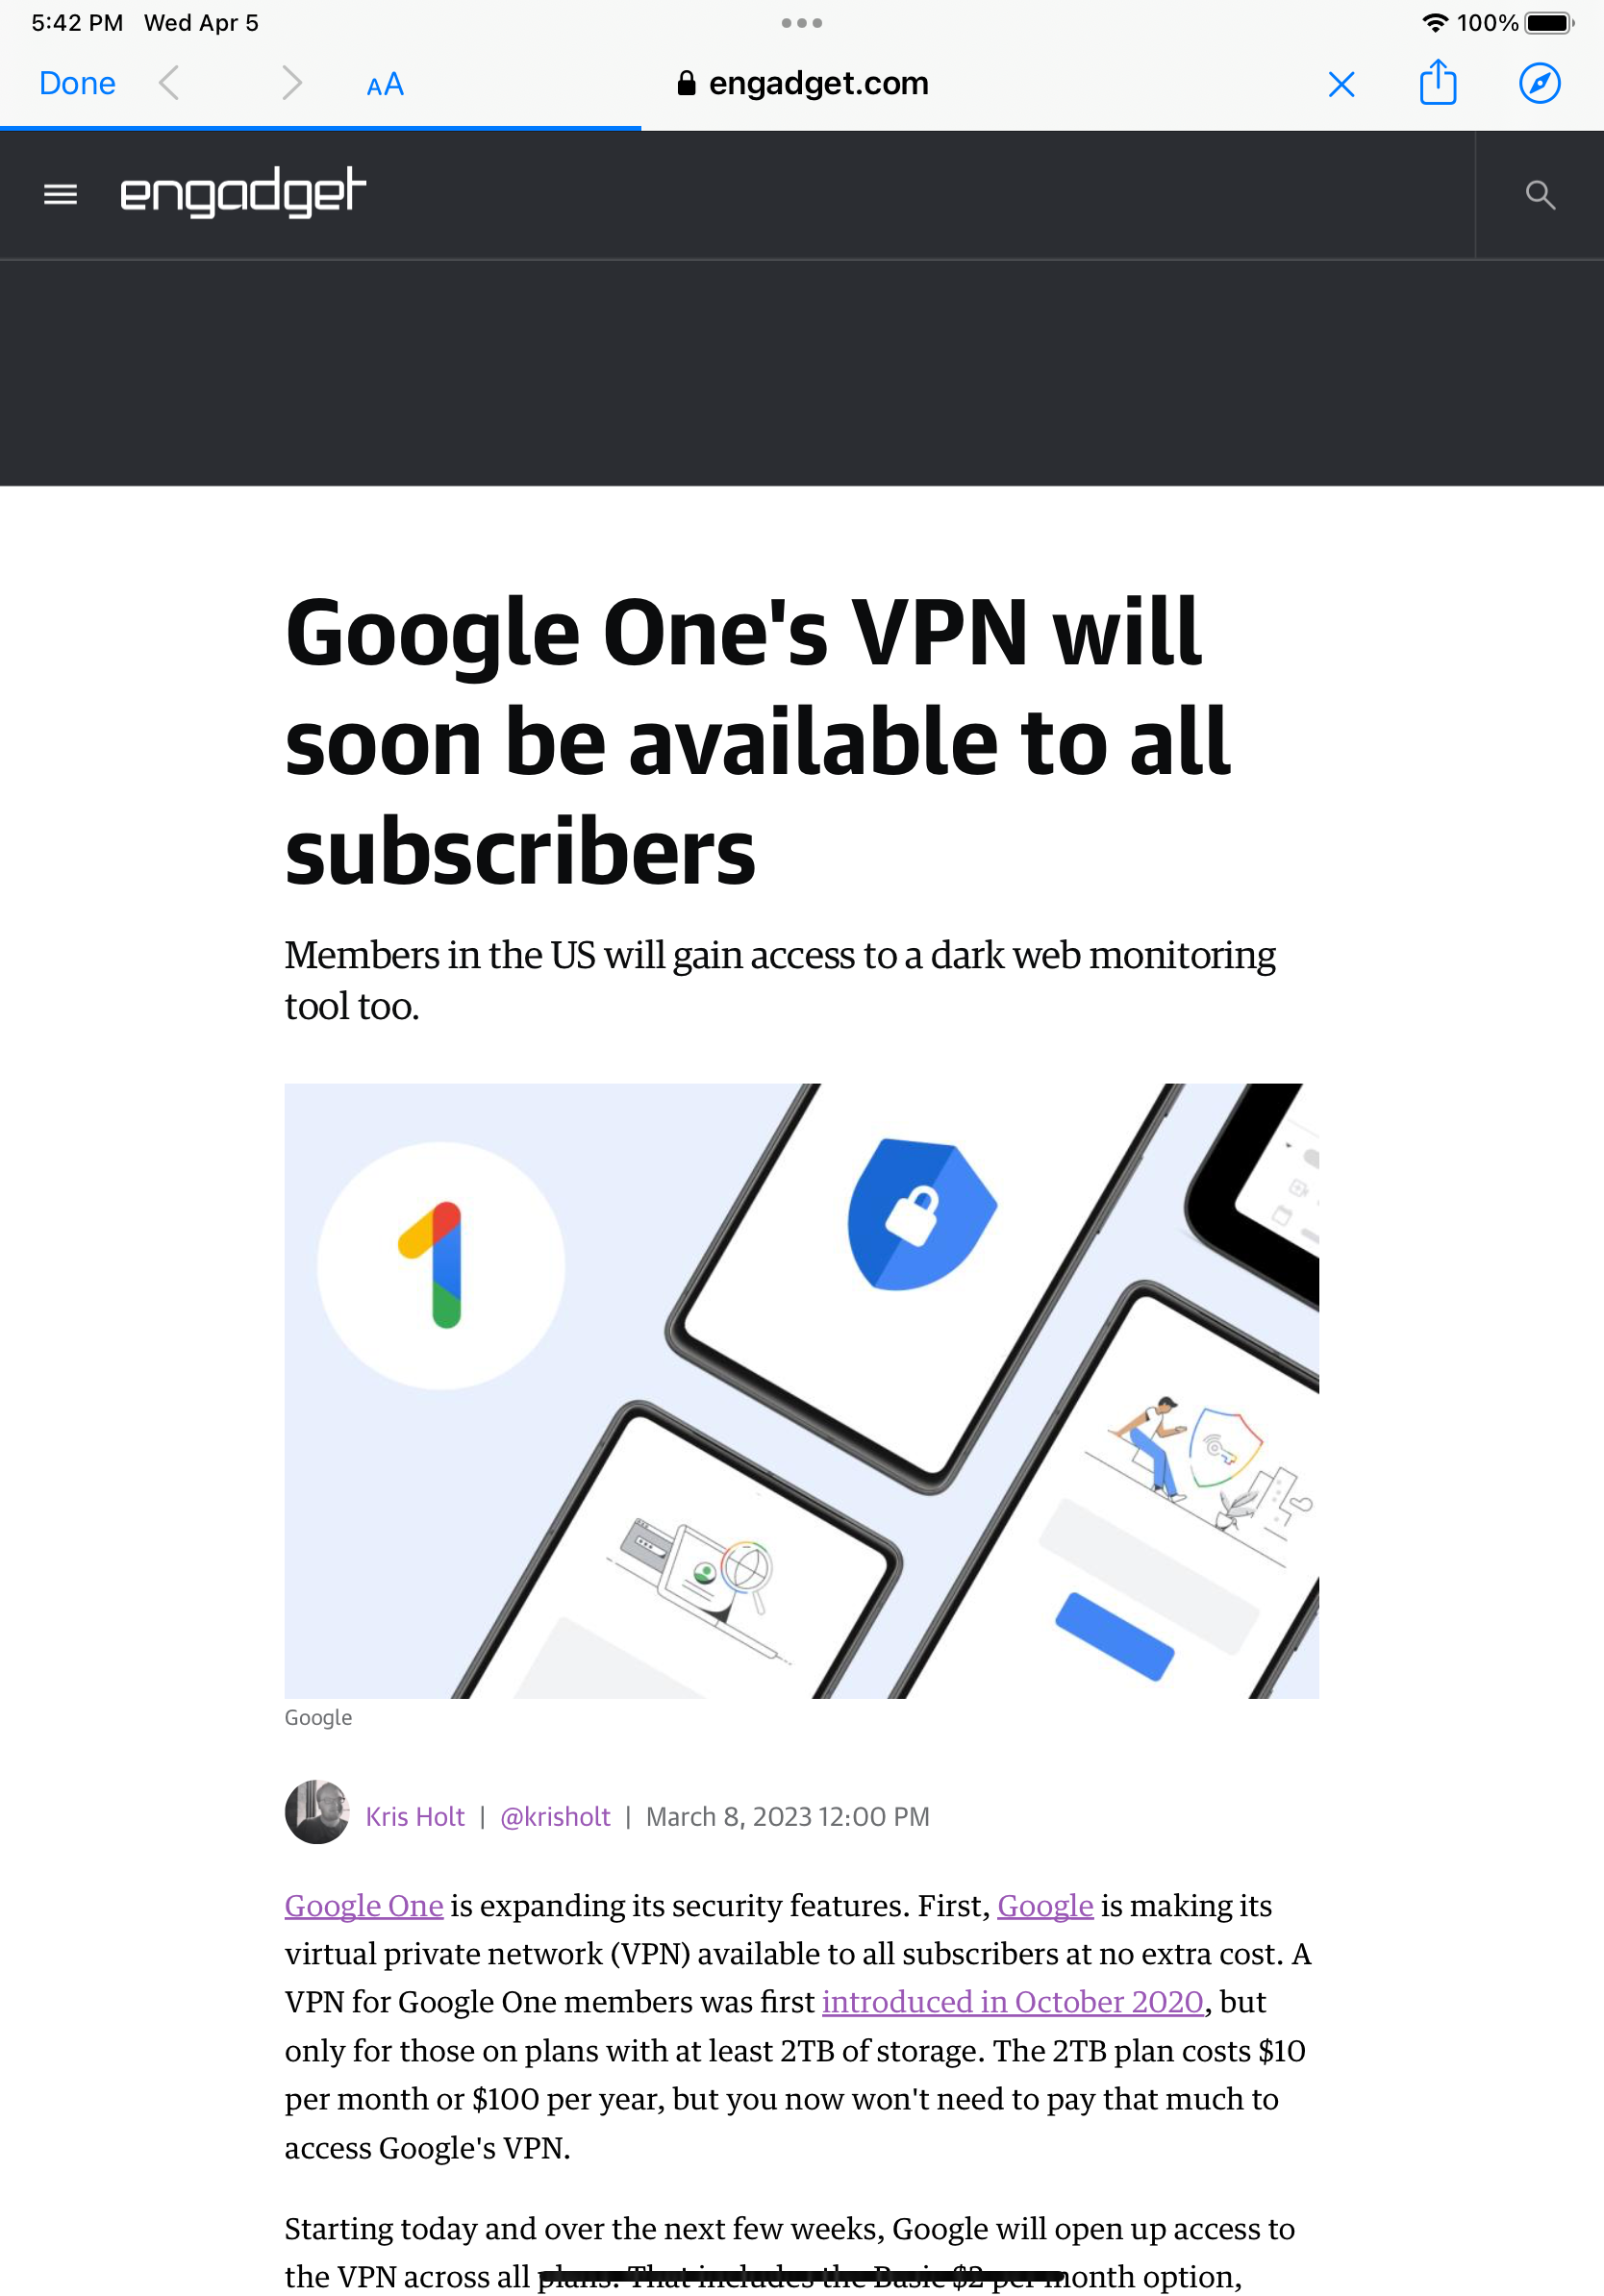 5:42 PM Wed Apr 5
100%
Done
AA
engadget.com
engadget
Google One's VPN will
soon be available to all
subscribers
Members in the US will gain access to a dark web monitoring
tool too.
1
Google
Kris Holt | @krisholt | March 8, 2023 12:00 PM
Google One is expanding its security features. First, Google is making its
virtual private network (VPN) available to all subscribers at no extra cost. A
VPN for Google One members was first introduced in October 2020, but
only for those on plans with at least 2TB of storage. The 2TB plan costs $10
per month or $100 per year, but you now won't need to pay that much to
access Google's VPN.
Starting today and over the next few weeks, Google will open up access to
the VPN across all plans. That includes the Basic $2 per month option,